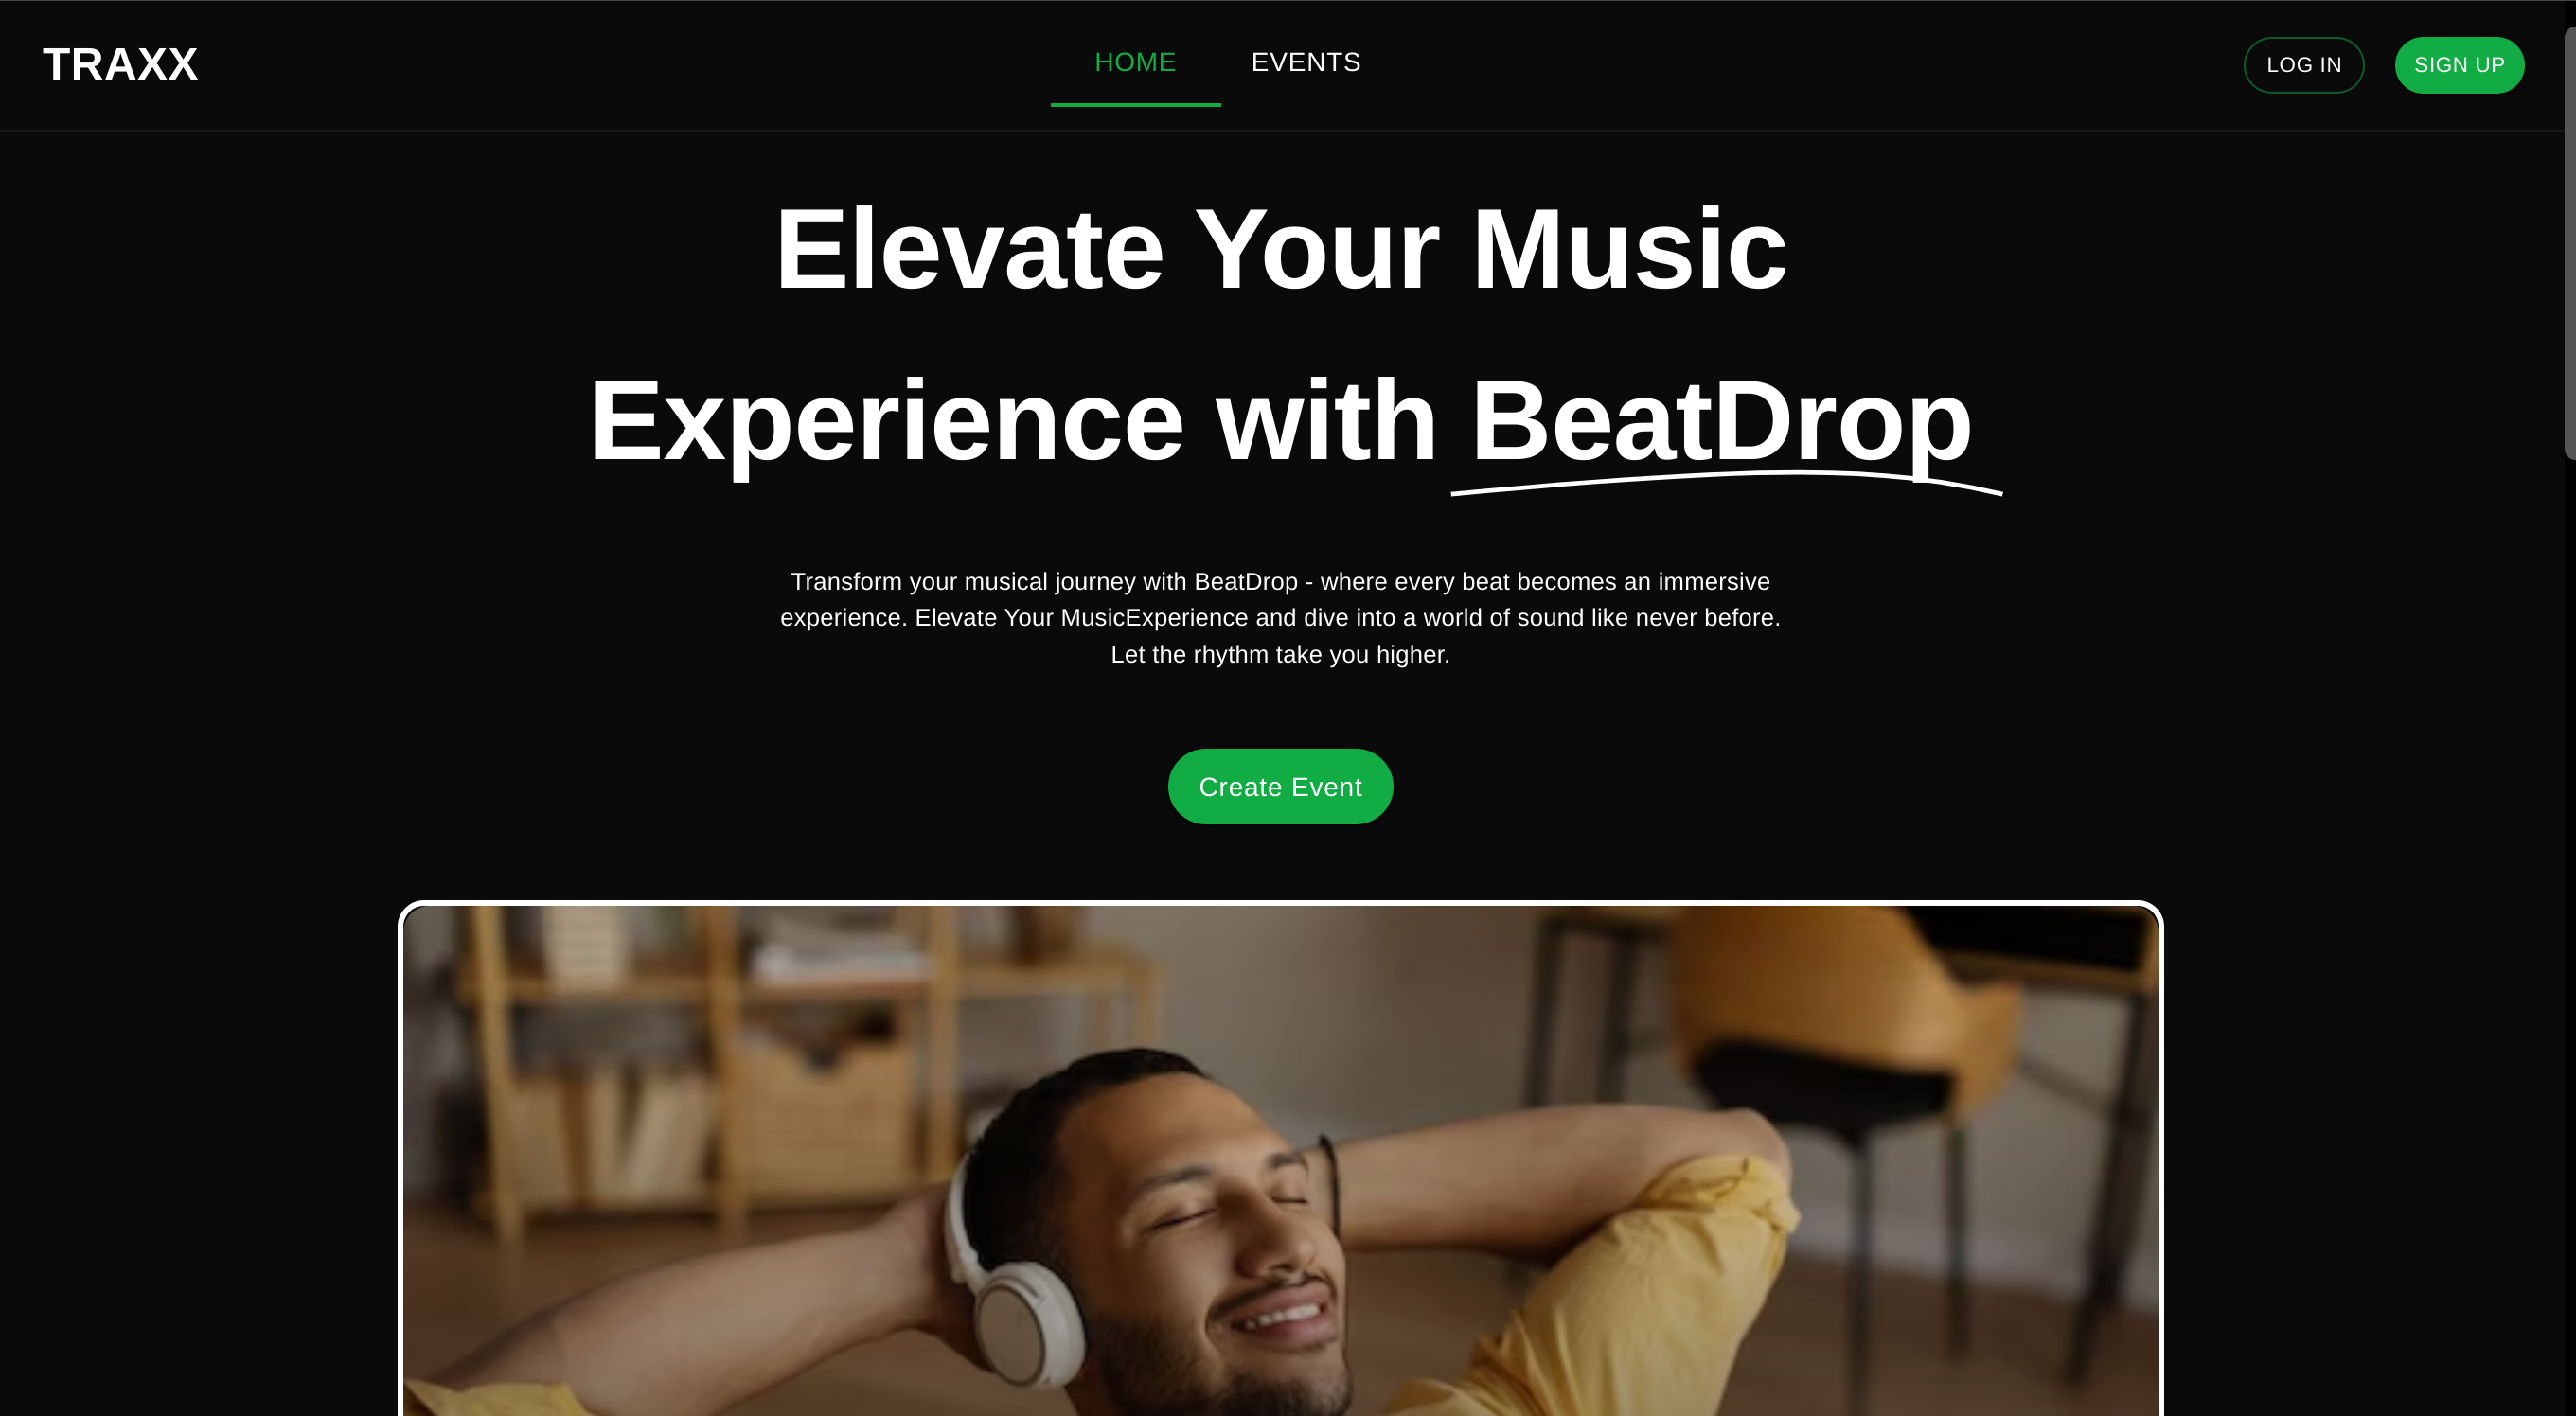 TRAXX
HOME
EVENTS
LOG IN
SIGN UP
Elevate Your Music
Experience with BeatDrop
Transform your musical journey with BeatDrop - where every beat becomes an immersive
experience. Elevate Your MusicExperience and dive into a world of sound like never before.
Let the rhythm take you higher.
Create Event